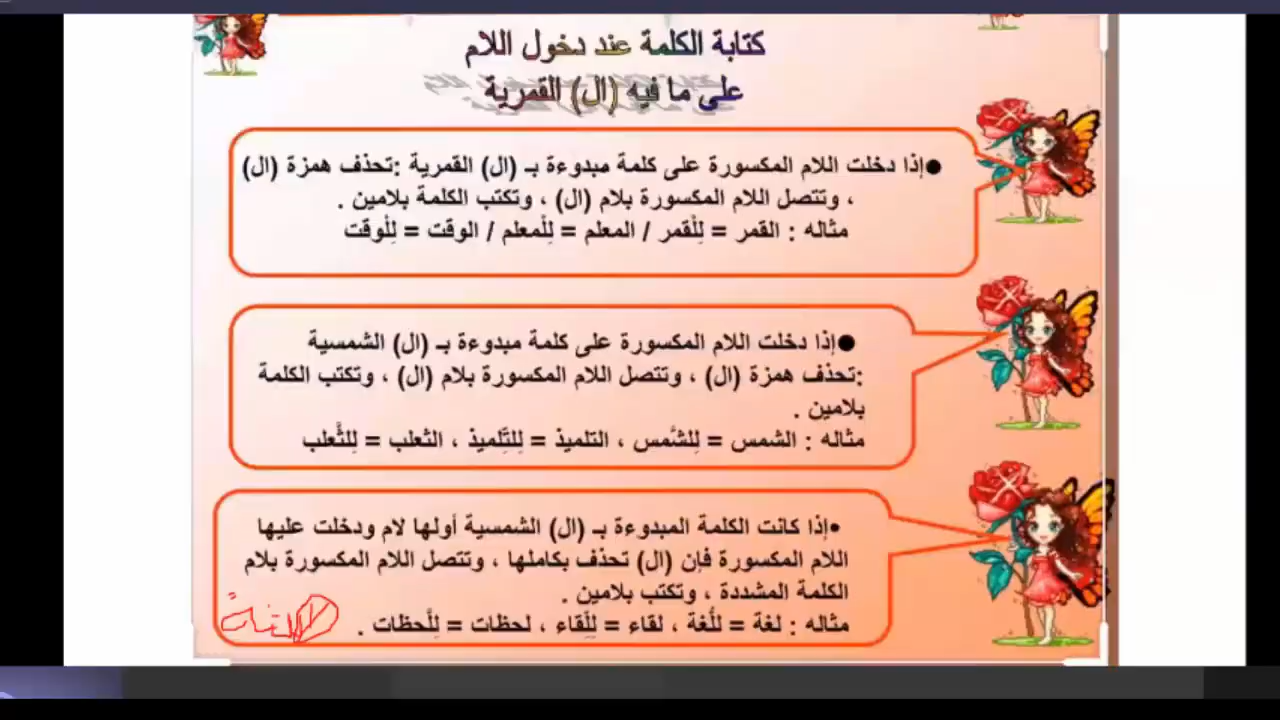 كتابة الكلمة عند دخول اللام
على ما فيه (ال) القمرية
●إذا دخلت اللام المكسورة على كلمة مبدوءة بـ (ال) القمرية :تحذف همزة (ال)
، وتتصل اللام المكسورة بلام (ال) ، وتكتب الكلمة بلامين .
مثاله : القمر = لِلْقمر / المعلم = لِلْمعلم / الوقت = لِلْوقت
●إذا دخلت اللام المكسورة على كلمة مبدوءة بـ (ال) الشمسية
:تحذف همزة (ال) ، وتتصل اللام المكسورة بلام (ال) ، وتكتب الكلمة
بلامين .
مثاله : الشمس = لِلشَّمس ، التلميذ = لِلتِّلميذ ، الثعلب = لِلثَّعلب
•إذا كانت الكلمة المبدوءة بـ (ال) الشمسية أولها لام ودخلت عليها
اللام المكسورة فإن (ال) تحذف بكاملها ، وتتصل اللام المكسورة بلام
الكلمة المشددة ، وتكتب بلامين .
مثاله : لغة = للُّغة ، لقاء = لِلِّقاء ، لحظات = لِلَّحظات .